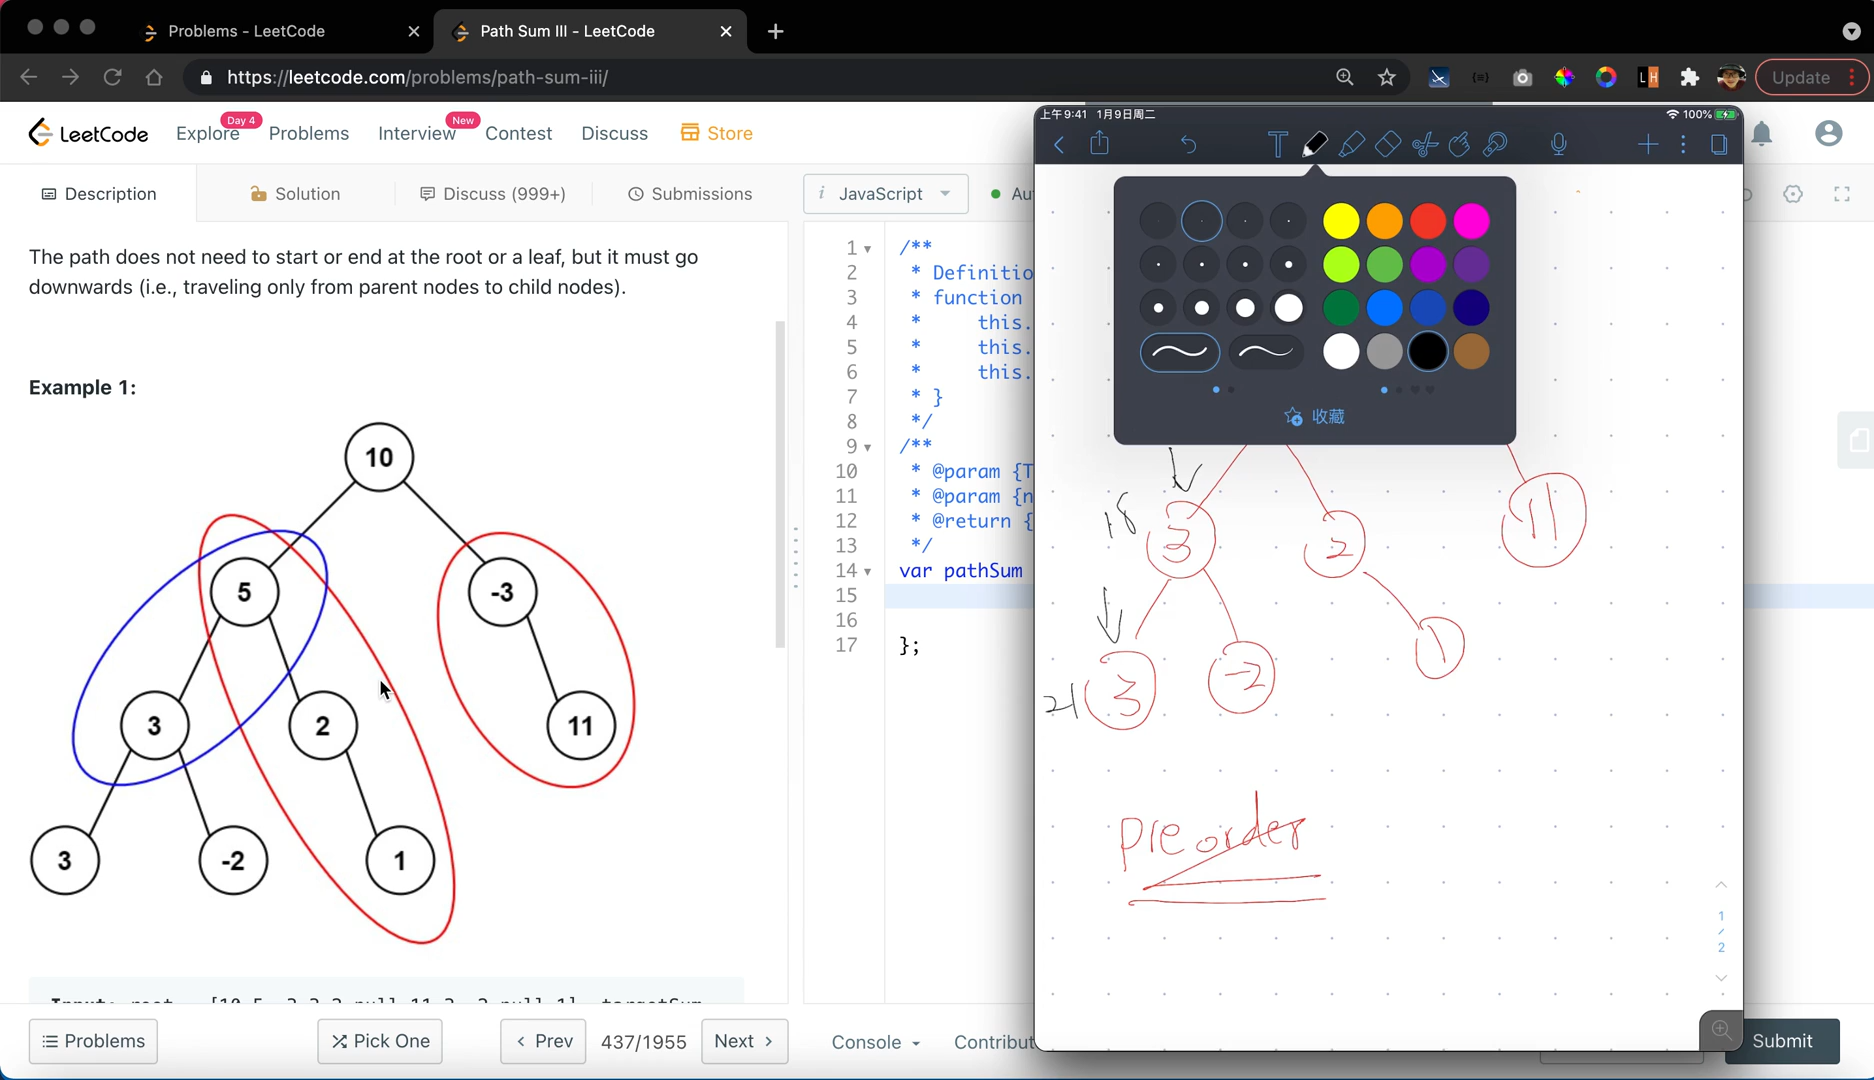 Problems - LeetCode
Path Sum III - LeetCode
https://leetcode.com/problems/path-sum-iii/
LH
Update
LeetCode
Explore
Day 4
Problems
Interview
New
Contest
Discuss
Store
上午9:41 1月9日周二
100%
Description
Solution
Discuss (999+)
Submissions
i JavaScript
Au
The path does not need to start or end at the root or a leaf, but it must go
downwards (i.e., traveling only from parent nodes to child nodes).
Example 1:
10
5
-3
3
2
11
3
-2
1
1 /**
2 * Definitio
3 * function
4 * this.
5 * this.
6 * this.
7 * }
8 */
9 /**
10 * @param {T
11 * @param {n
12 * @return {
13 */
14 var pathSum
15
16
17 };
T
收藏
18
3
2
11
21
3
-2
1
Preorder
1
/
2
Problems
Pick One
Prev
437/1955
Next
Console
Contribut
Submit